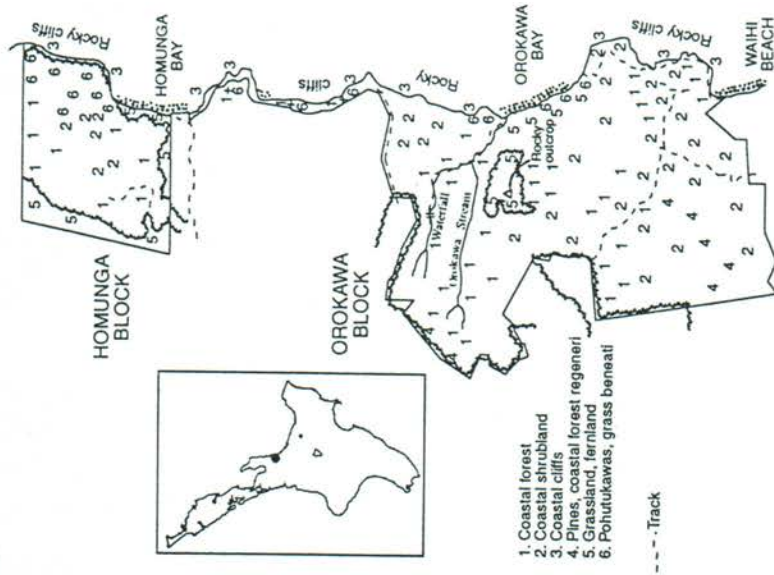 HOMUNGA
BLOCK
Rocky cliffs
HOMUNGA
BAY
cliffs
Rocky
OROKAWA
BLOCK
Waterfall
Orokawa Stream
Rocky
outcrop
OROKAWA
BAY
Rocky cliffs
WAIHI
BEACH
1. Coastal forest
2. Coastal shrubland
3. Coastal cliffs
4. Pines, coastal forest regeneri
5. Grassland, fernland
6. Pohutukawas, grass beneati
Track